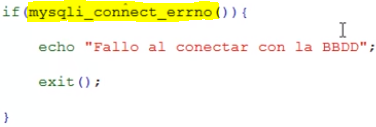 if(mysqli_connect_errno()){
echo "Fallo al conectar con la BBDD";
exit();
}